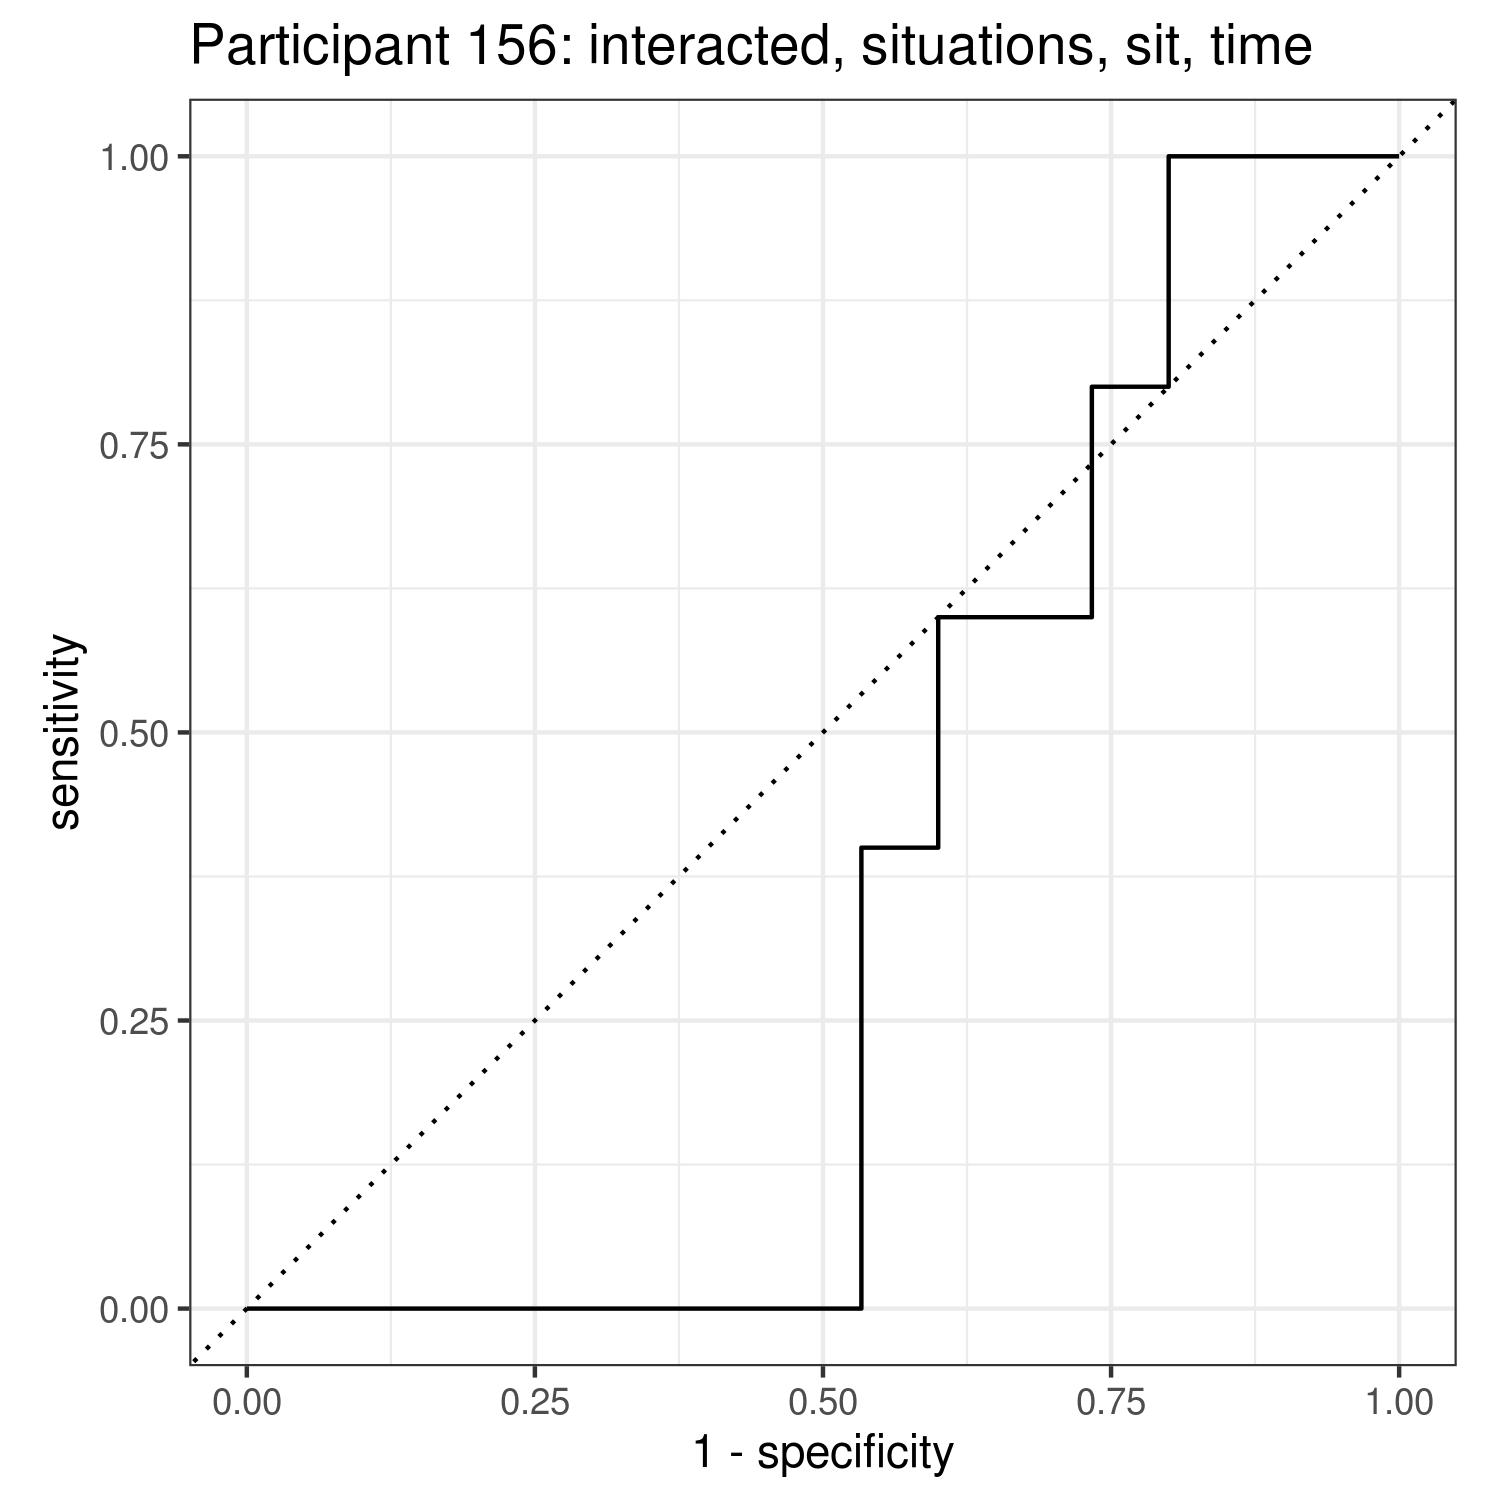 Participant 156: interacted, situations, sit, time
1.00
0.75
0.50
0.25
0.00
sensitivity
0.00 0.25 0.50 0.75 1.00
1 - specificity